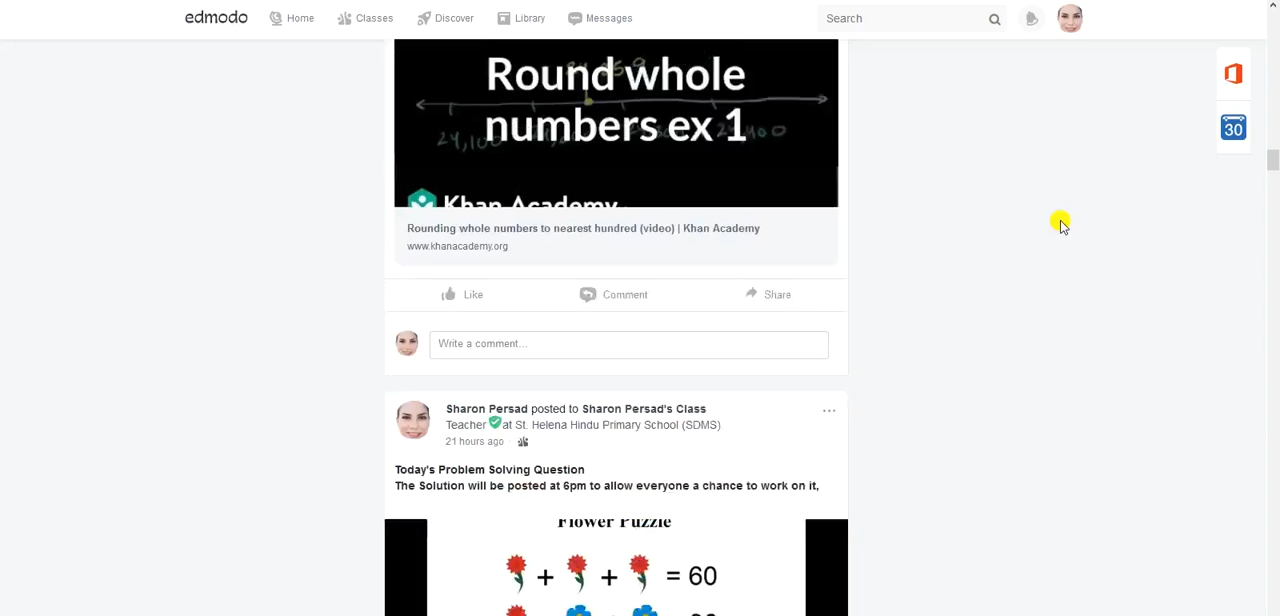 edmodo Home Classes Discover Library Messages Search
Round whole
numbers ex 1
24,100
Khan Academy
Rounding whole numbers to nearest hundred (video) | Khan Academy
www.khanacademy.org
Like Comment Share
Write a comment...
30
Sharon Persad posted to Sharon Persad's Class
Teacher at St. Helena Hindu Primary School (SDMS)
21 hours ago
Today's Problem Solving Question
The Solution will be posted at 6pm to allow everyone a chance to work on it,
Flower Puzzle
+ + = 60